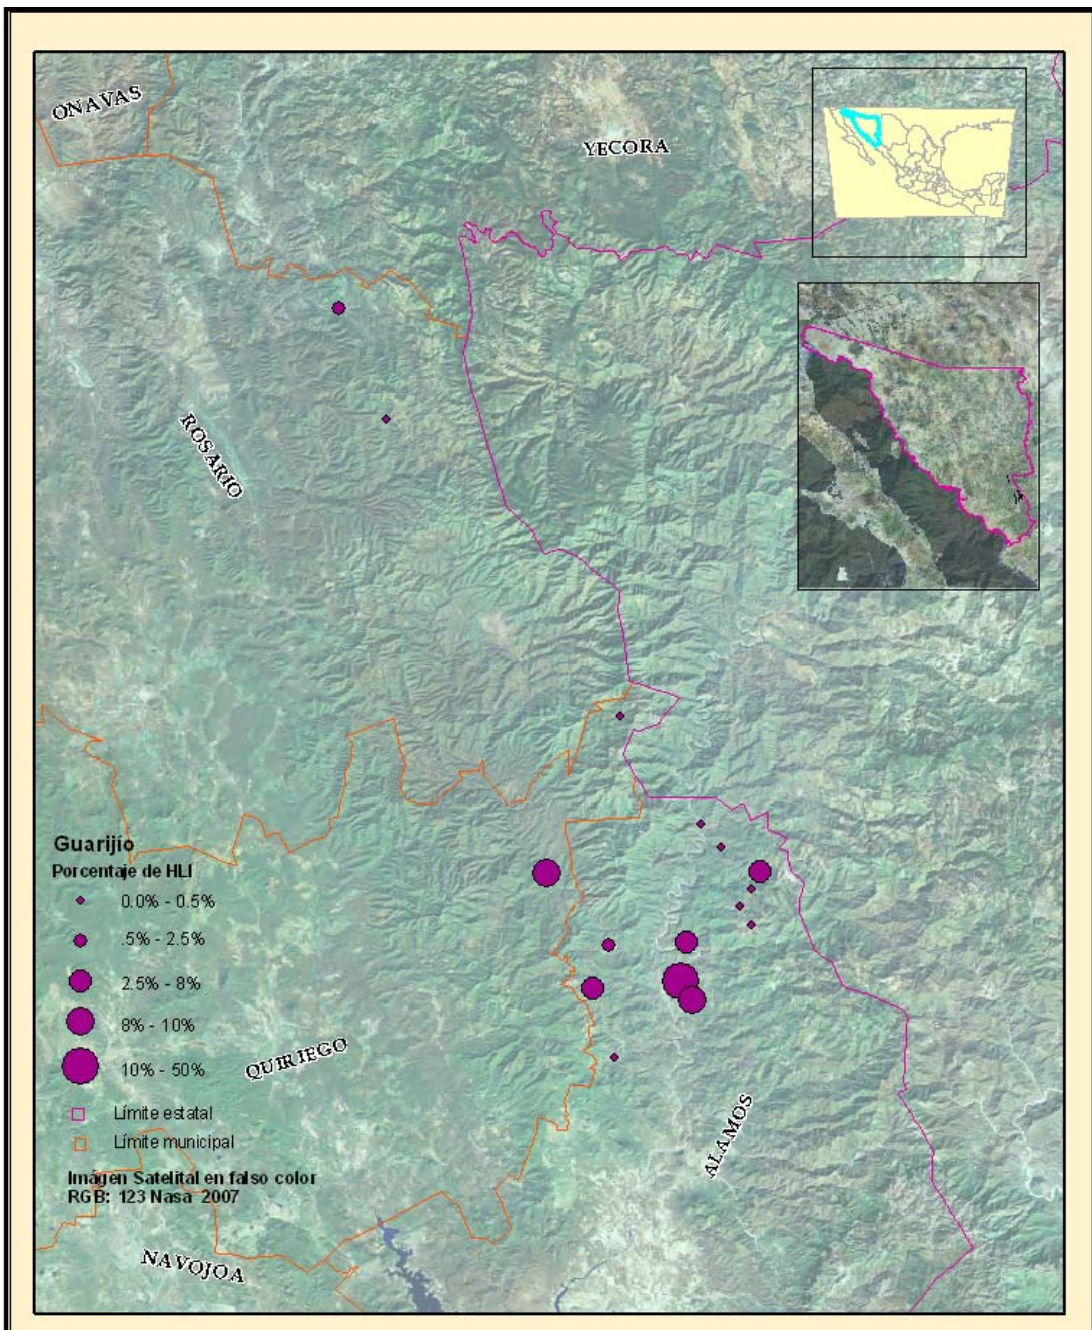 ONAVAS
YECORA
ROSARIO
Guarijío
Porcentaje de HLI
0.0% - 0.5%
.5% - 2.5%
2.5% - 8%
8% - 10%
10% - 50%
Límite estatal
Límite municipal
Imágen Satelital en falso color
RGB: 123 Nasa 2007
QUIRIEGO
ALAMOS
NAVOJOA